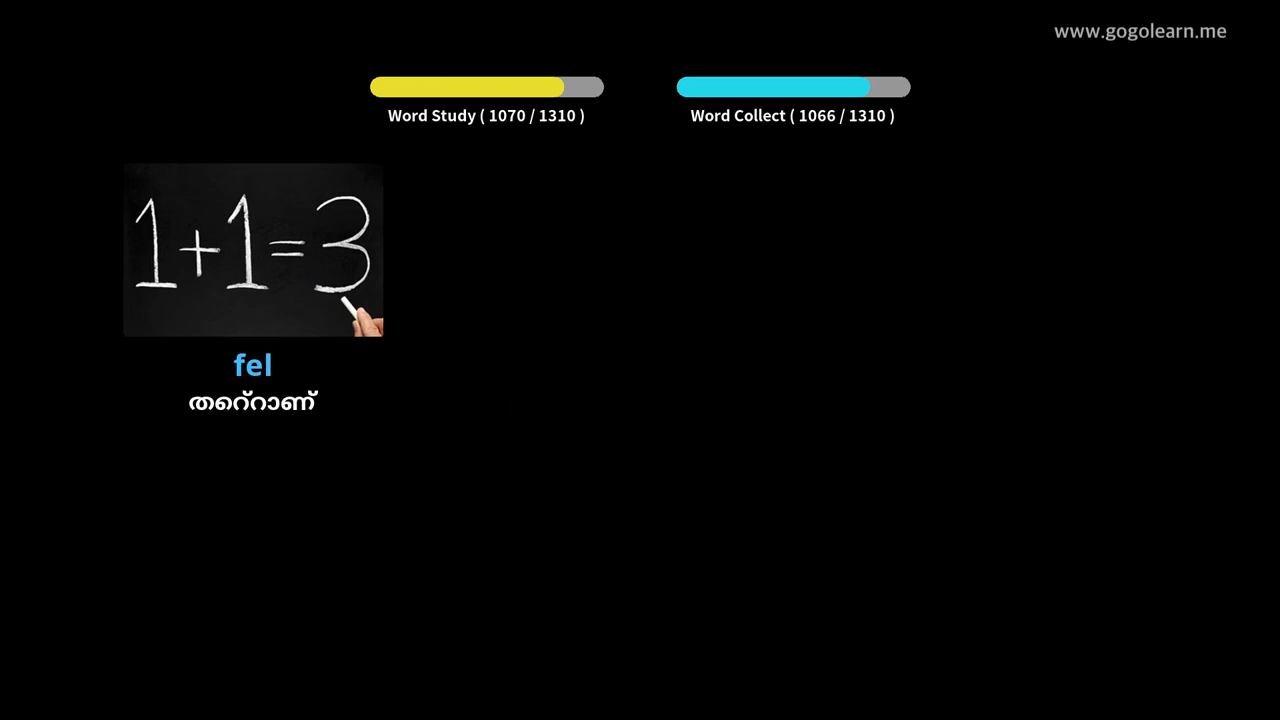 www.gogolearn.me
Word Study ( 1070 / 1310 )
Word Collect ( 1066 / 1310 )
1+1=3
fel
തറ്റൊണ്